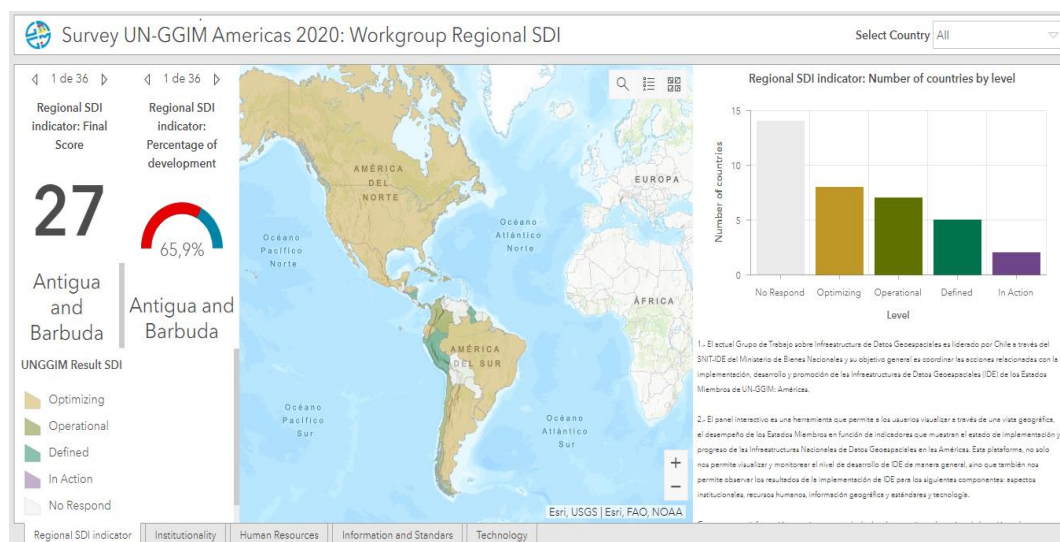 Survey UN-GGIM Americas 2020: Workgroup Regional SDI
Select Country All
1 de 36
Regional SDI
indicator: Final
Score
27
Antigua
and
Barbuda
1 de 36
Regional SDI
indicator:
Percentage of
development
65,9%
Antigua and
Barbuda
UNGGIM Result SDI
Optimizing
Operational
Defined
In Action
No Respond
AMÉRICA
DEL
NORTE
EUROPA
Océano
Pacífico
Norte
Océano
Atlántico
Norte
ÁFRICA
AMÉRICA
DEL SUR
Océano
Pacífico
Sur
Océano
Atlántico
Sur
+
−
Esri, USGS | Esri, FAO, NOAA
Regional SDI indicator: Number of countries by level
Number of countries
15
10
5
0
No Respond
Optimizing
Operational
Defined
In Action
Level
1.- El actual Grupo de Trabajo sobre Infraestructura de Datos Geoespaciales es liderado por Chile a través del
SNIT-IDE del Ministerio de Bienes Nacionales y su objetivo general es coordinar las acciones relacionadas con la
implementación, desarrollo y promoción de las Infraestructuras de Datos Geoespaciales (IDE) de los Estados
Miembros de UN-GGIM: Américas.
2.- El panel interactivo es una herramienta que permite a los usuarios visualizar a través de una vista geográfica,
el desempeño de los Estados Miembros en función de indicadores que muestran el estado de implementación y
progreso de las Infraestructuras Nacionales de Datos Geoespaciales en las Américas. Esta plataforma, no solo
nos permite visualizar y monitorear el nivel de desarrollo de IDE de manera general, sino que también nos
permite observar los resultados de la implementación de IDE para los siguientes componentes: aspectos
institucionales, recursos humanos, información geográfica y estándares y tecnología.
Regional SDI indicator
Institutionality
Human Resources
Information and Standars
Technology